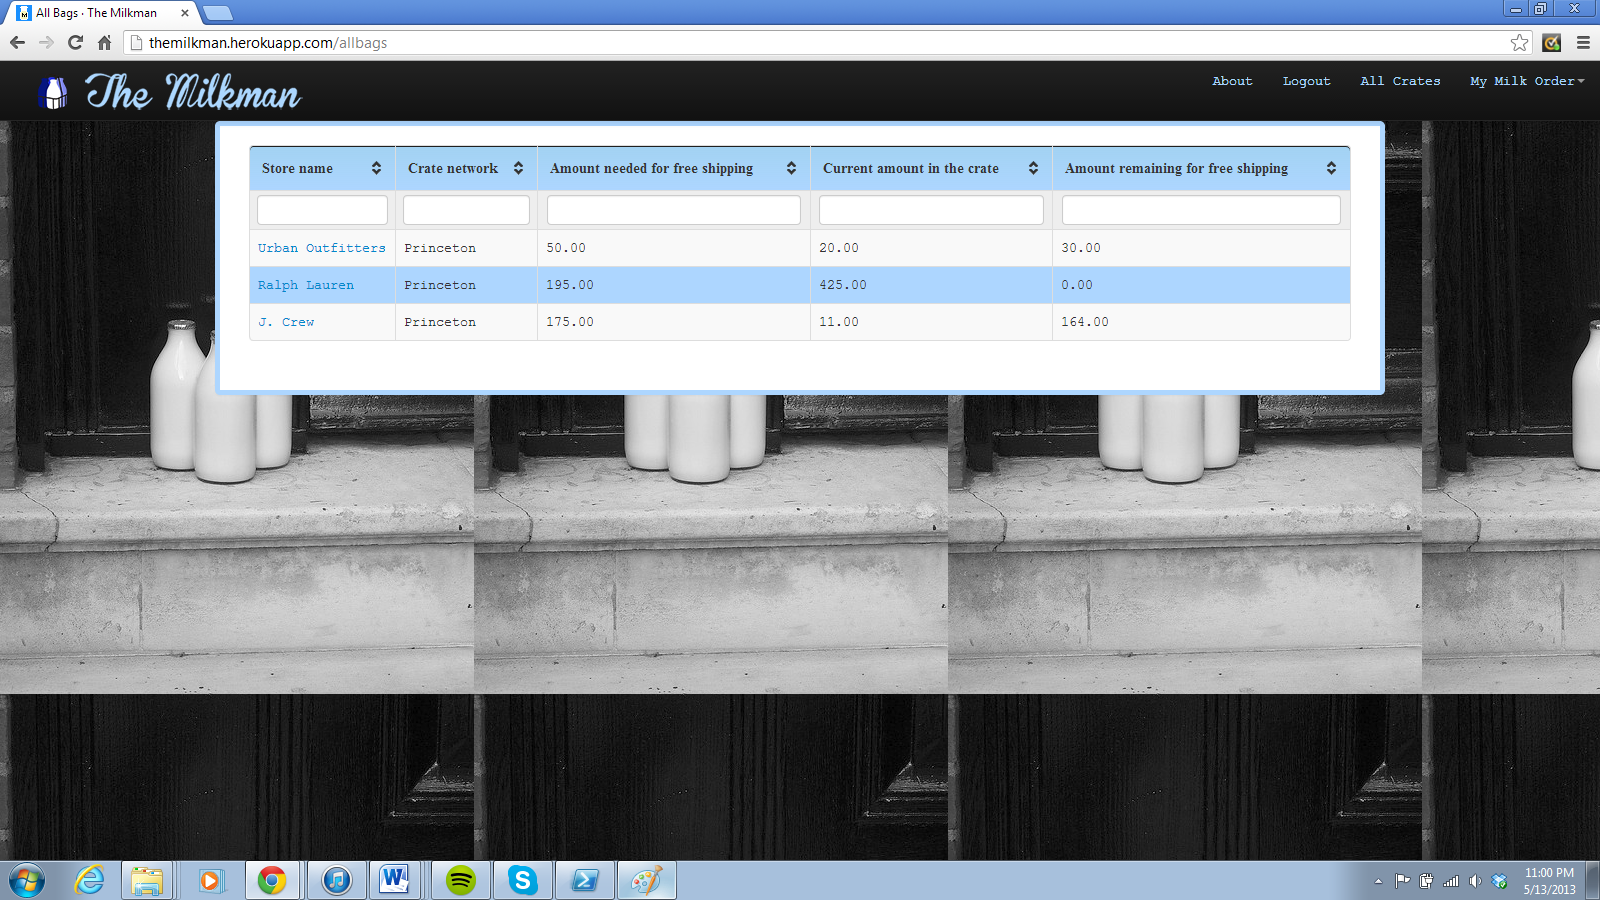 All Bags · The Milkman
themilkman.herokuapp.com/allbags
The Milkman
About Logout All Crates My Milk Order
Store name Crate network Amount needed for free shipping Current amount in the crate Amount remaining for free shipping
Urban Outfitters Princeton 50.00 20.00 30.00
Ralph Lauren Princeton 195.00 425.00 0.00
J. Crew Princeton 175.00 11.00 164.00
11:00 PM
5/13/2013